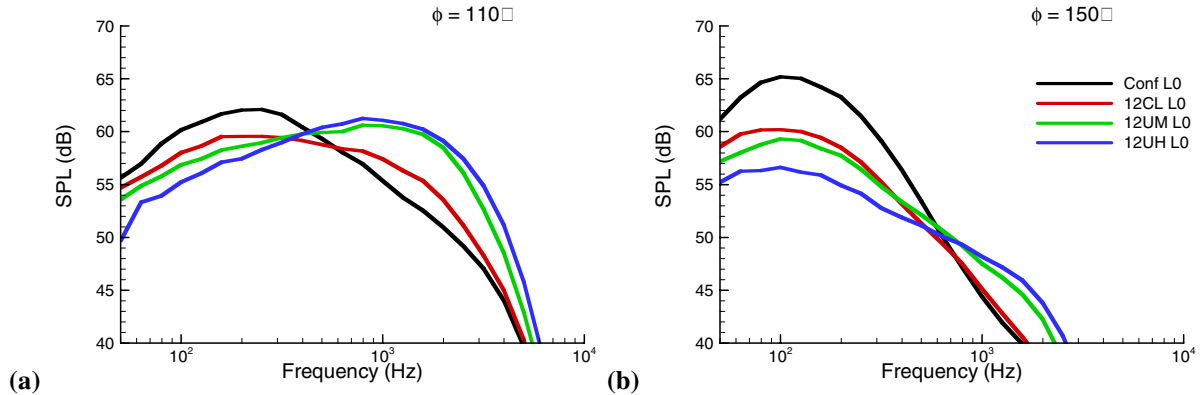 ϕ = 110□
70
65
60
55
50
45
40
SPL (dB)
10² 10³ 10⁴
Frequency (Hz)
(a)
ϕ = 150□
70
65
60
55
50
45
40
SPL (dB)
10² 10³ 10⁴
Frequency (Hz)
(b)
Conf L0
12CL L0
12UM L0
12UH L0